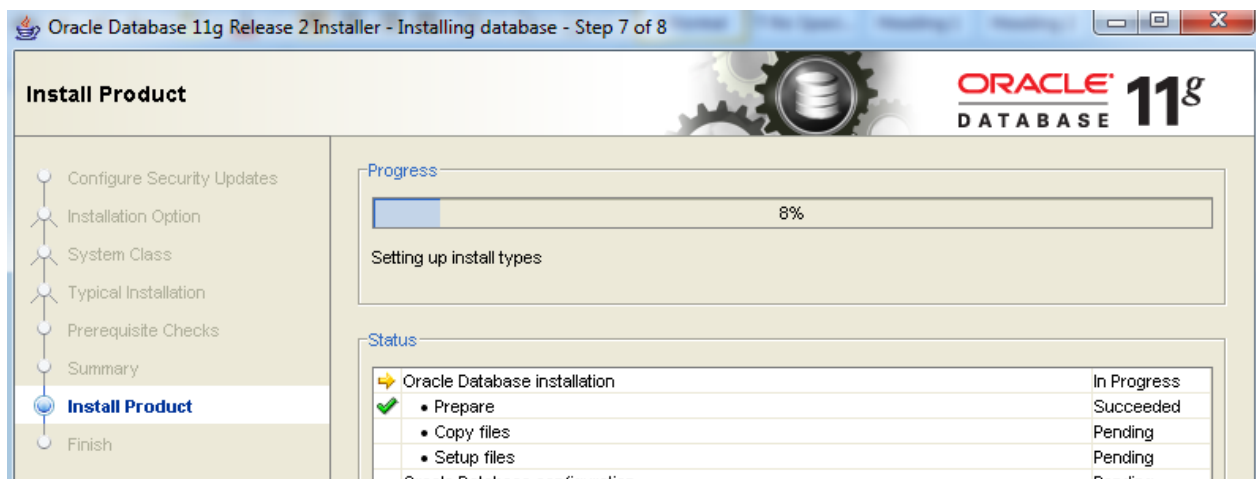 Oracle Database 11g Release 2 Installer - Installing database - Step 7 of 8
Install Product
ORACLE 11g
DATABASE
Configure Security Updates
Installation Option
System Class
Typical Installation
Prerequisite Checks
Summary
Install Product
Finish
Progress
8%
Setting up install types
Status
Oracle Database installation In Progress
• Prepare Succeeded
• Copy files Pending
• Setup files Pending